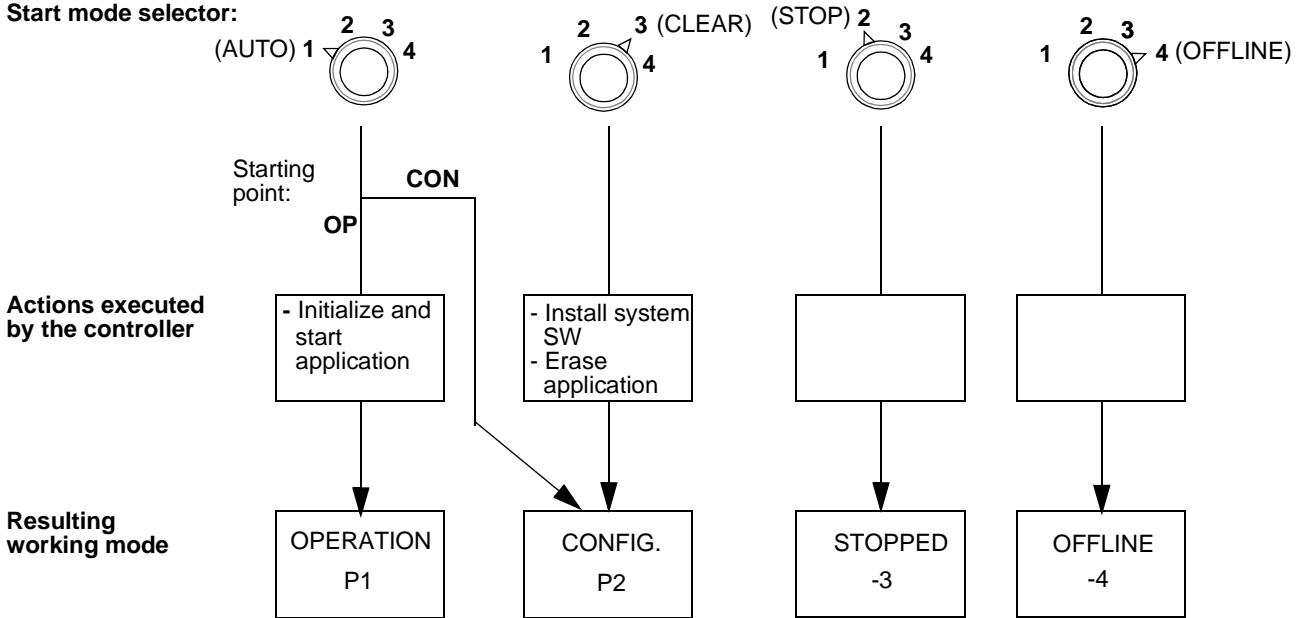 Start mode selector:
(AUTO) 1 2 3 4
1 2 3 (CLEAR) 4
(STOP) 2 1 3 4
1 2 3 4 (OFFLINE)
Starting
point:
CON
OP
Actions executed
by the controller
- Initialize and
start
application
- Install system
SW
- Erase
application
Resulting
working mode
OPERATION
P1
CONFIG.
P2
STOPPED
-3
OFFLINE
-4